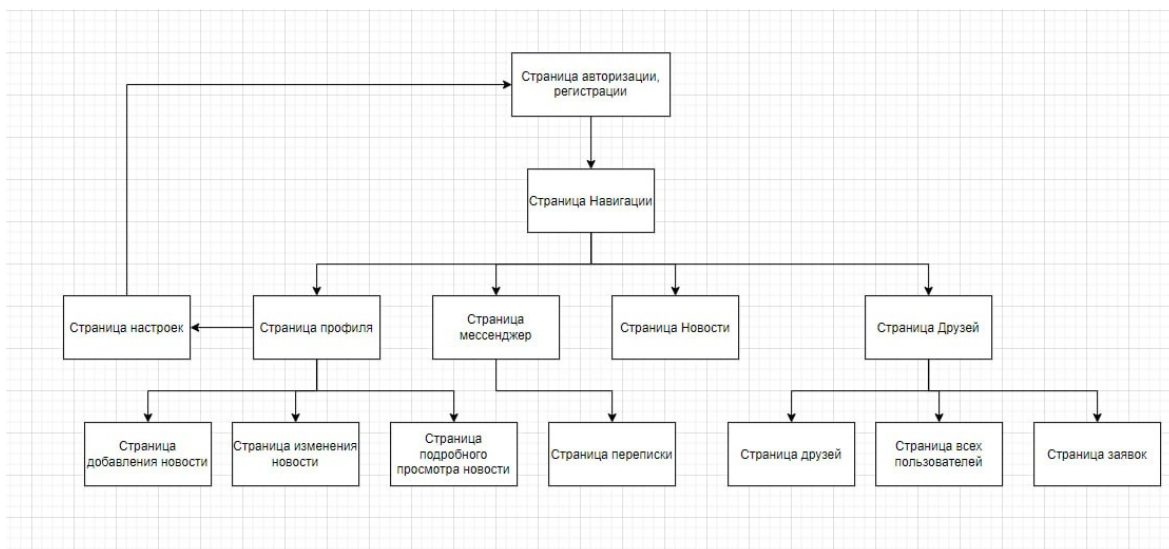 Страница авторизации,
регистрации
Страница Навигации
Страница настроек
Страница профиля
Страница
мессенджер
Страница Новости
Страница Друзей
Страница
добавления новости
Страница изменения
новости
Страница
подробного
просмотра новости
Страница переписки
Страница друзей
Страница всех
пользователей
Страница заявок